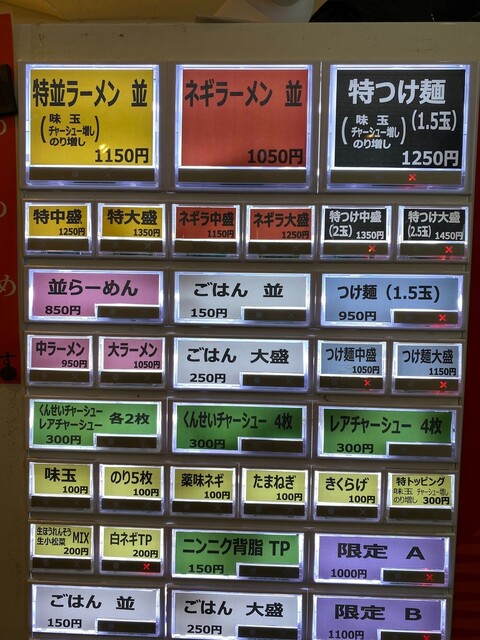 特並ラーメン 並
(味玉
チャーシュー増し
のり増し)
1150円
ネギラーメン 並
1050円
特つけ麺
(味玉
チャーシュー増し
のり増し)
(1.5玉)
1250円
特中盛
1250円
特大盛
1350円
ネギラ中盛
1150円
ネギラ大盛
1250円
特つけ中盛
(2玉) 1350円
特つけ大盛
(2.5玉) 1450円
並らーめん
850円
ごはん 並
150円
つけ麺(1.5玉)
950円
中ラーメン
950円
大ラーメン
1050円
ごはん 大盛
250円
つけ麺中盛
1050円
つけ麺大盛
1150円
くんせいチャーシュー
レアチャーシュー 各2枚
300円
くんせいチャーシュー 4枚
300円
レアチャーシュー 4枚
300円
味玉
100円
のり5枚
100円
薬味ネギ
100円
たまねぎ
100円
きくらげ
100円
特トッピング
味玉 チャーシュー増し
のり増し 300円
生ほうれんそう
生小松菜 MIX
200円
白ネギTP
200円
ニンニク背脂 TP
150円
限定 A
1000円
ごはん 並
150円
ごはん 大盛
250円
限定 B
1100円
め
す